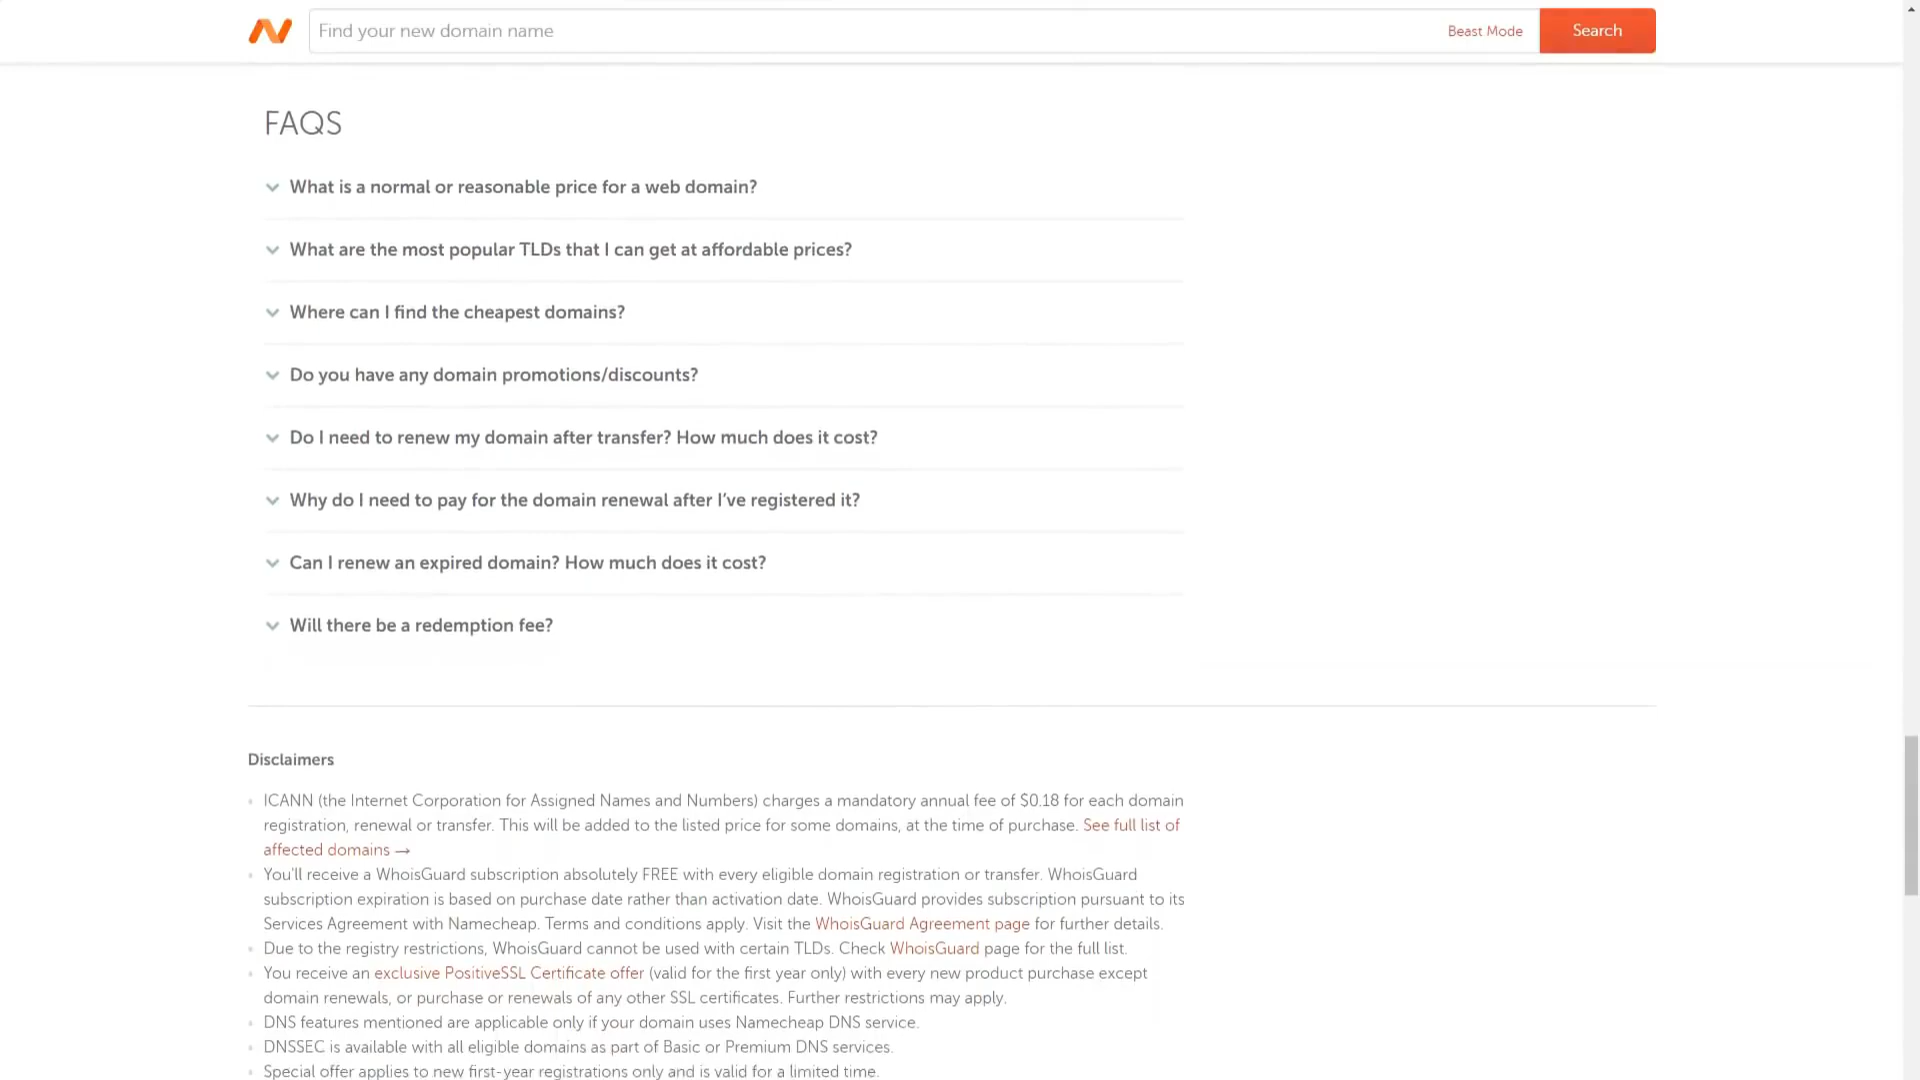 Find your new domain name
Beast Mode
Search
FAQS
What is a normal or reasonable price for a web domain?
What are the most popular TLDs that I can get at affordable prices?
Where can I find the cheapest domains?
Do you have any domain promotions/discounts?
Do I need to renew my domain after transfer? How much does it cost?
Why do I need to pay for the domain renewal after I’ve registered it?
Can I renew an expired domain? How much does it cost?
Will there be a redemption fee?
Disclaimers
ICANN (the Internet Corporation for Assigned Names and Numbers) charges a mandatory annual fee of $0.18 for each domain
registration, renewal or transfer. This will be added to the listed price for some domains, at the time of purchase. See full list of
affected domains →
You'll receive a WhoisGuard subscription absolutely FREE with every eligible domain registration or transfer. WhoisGuard
subscription expiration is based on purchase date rather than activation date. WhoisGuard provides subscription pursuant to its
Services Agreement with Namecheap. Terms and conditions apply. Visit the WhoisGuard Agreement page for further details.
Due to the registry restrictions, WhoisGuard cannot be used with certain TLDs. Check WhoisGuard page for the full list.
You receive an exclusive PositiveSSL Certificate offer (valid for the first year only) with every new product purchase except
domain renewals, or purchase or renewals of any other SSL certificates. Further restrictions may apply.
DNS features mentioned are applicable only if your domain uses Namecheap DNS service.
DNSSEC is available with all eligible domains as part of Basic or Premium DNS services.
Special offer applies to new first-year registrations only and is valid for a limited time.